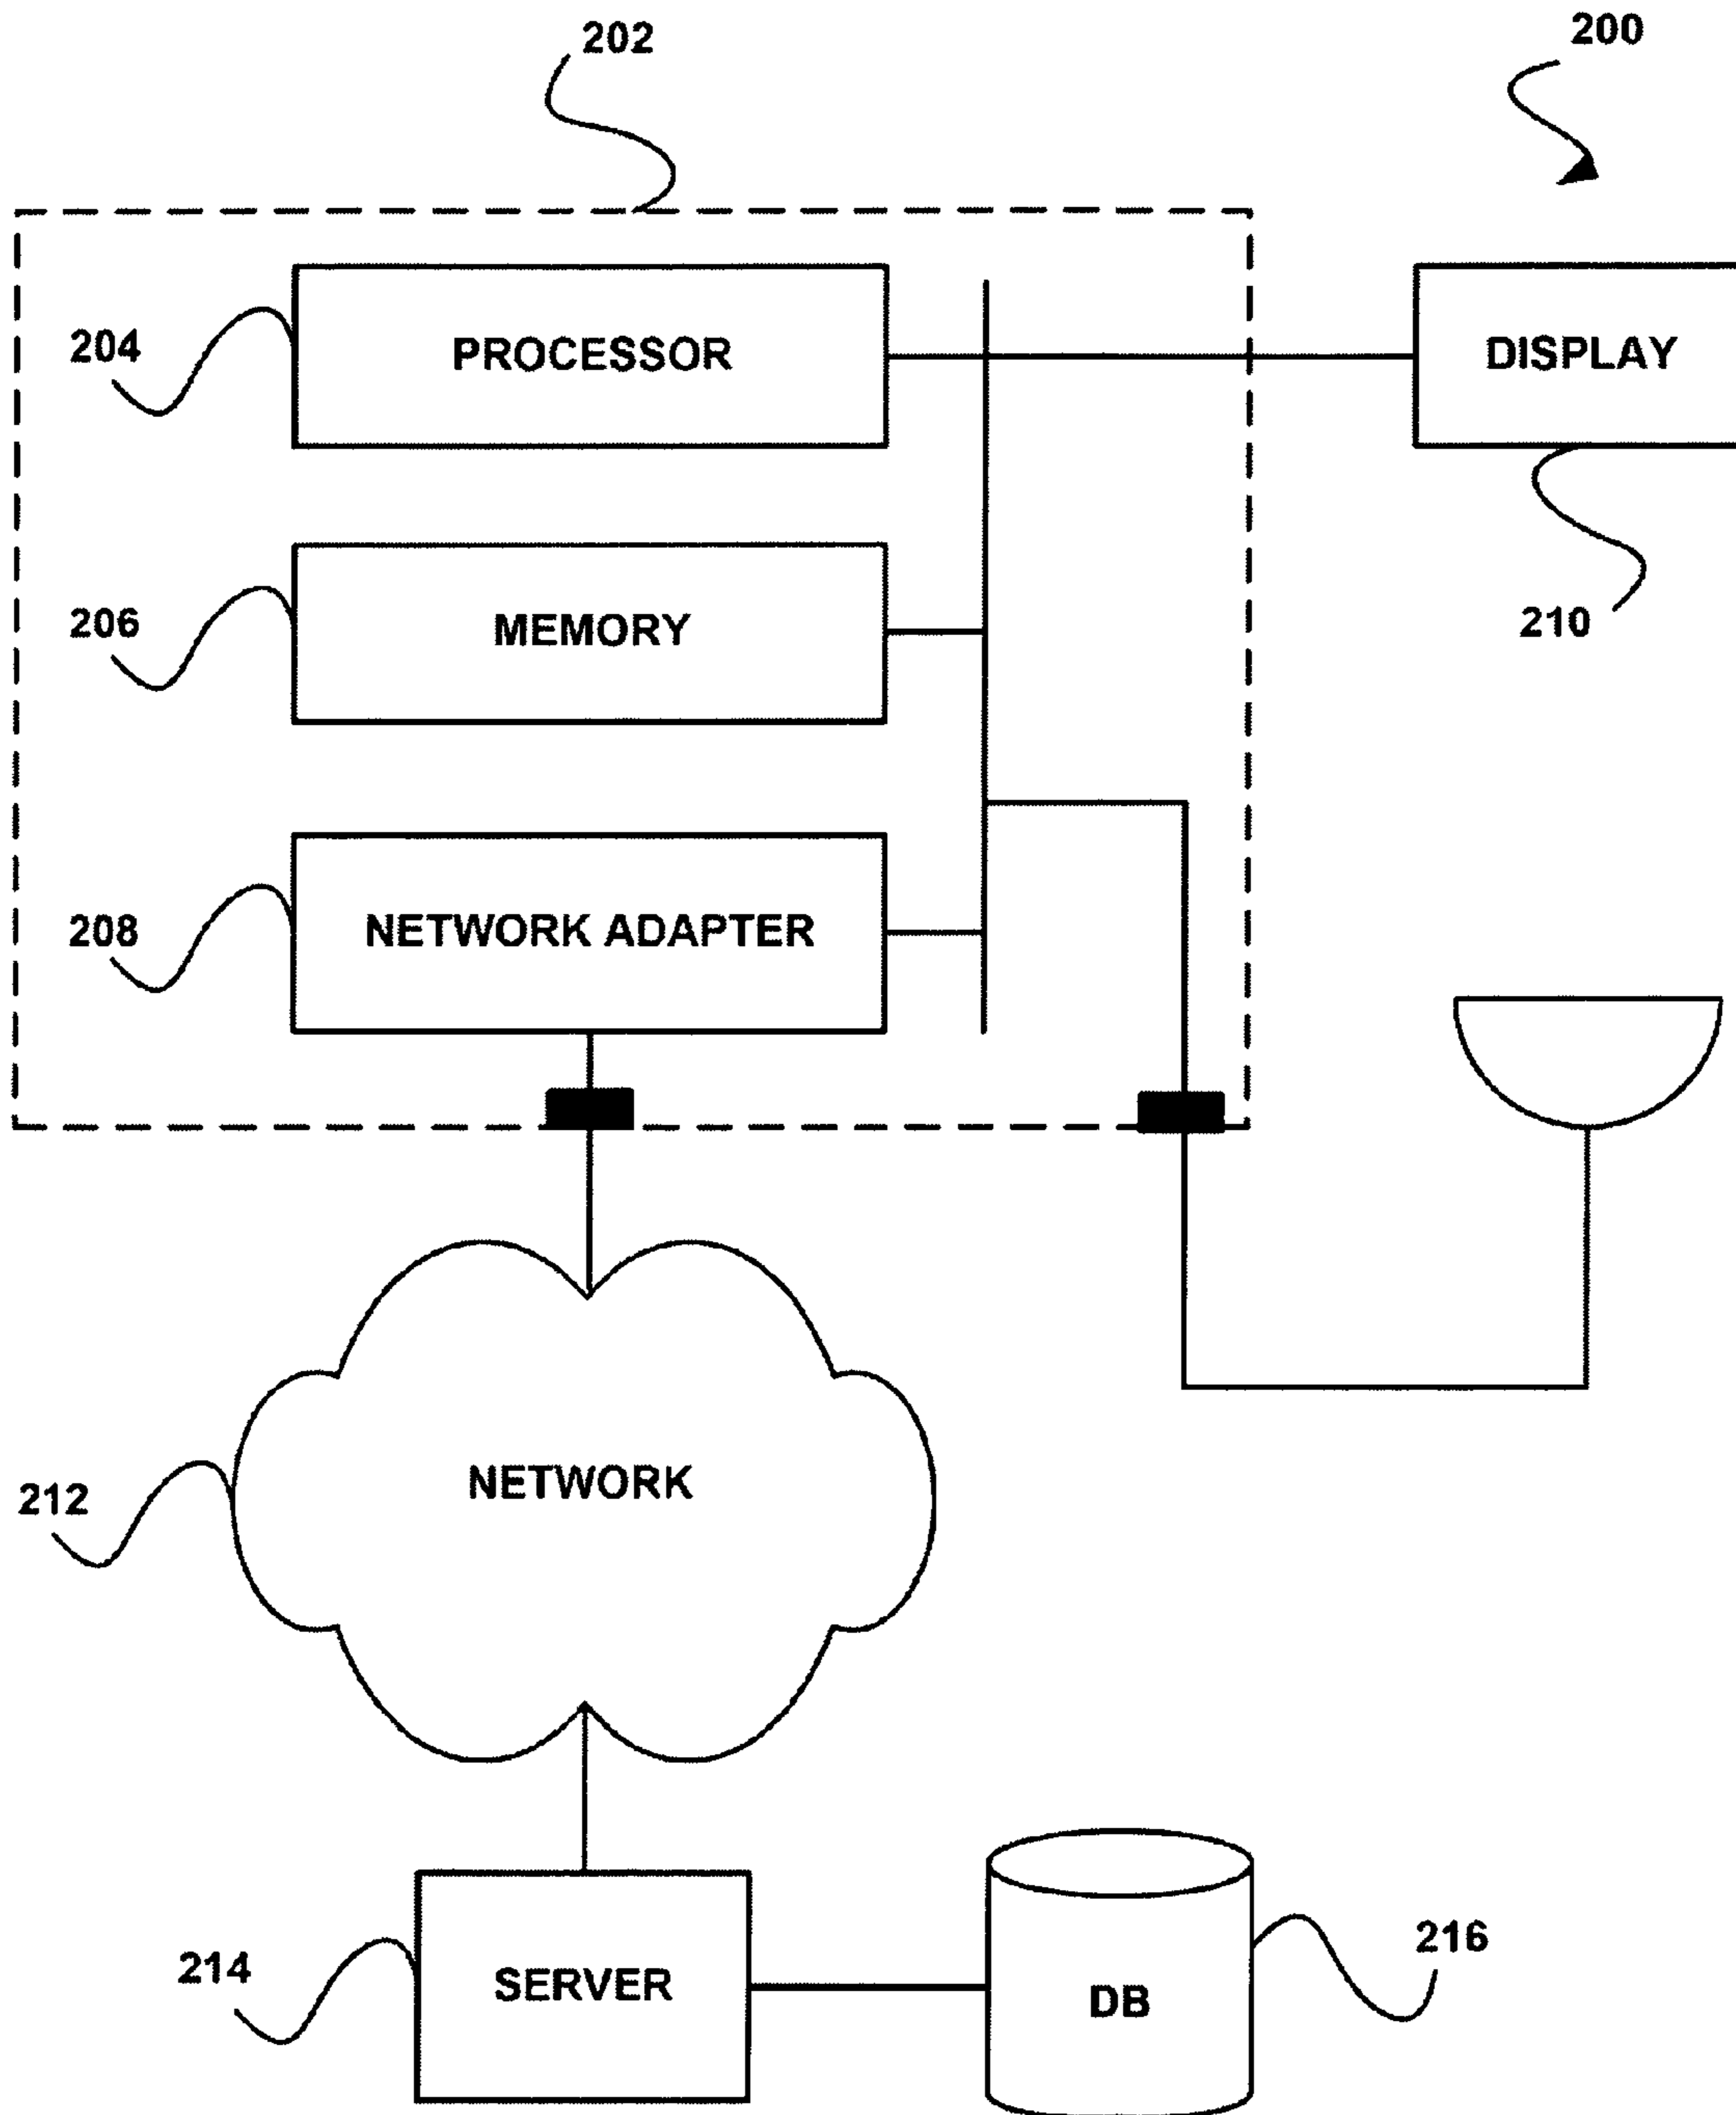 202
200
204
PROCESSOR
DISPLAY
206
MEMORY
210
208
NETWORK ADAPTER
212
NETWORK
214
SERVER
DB
216